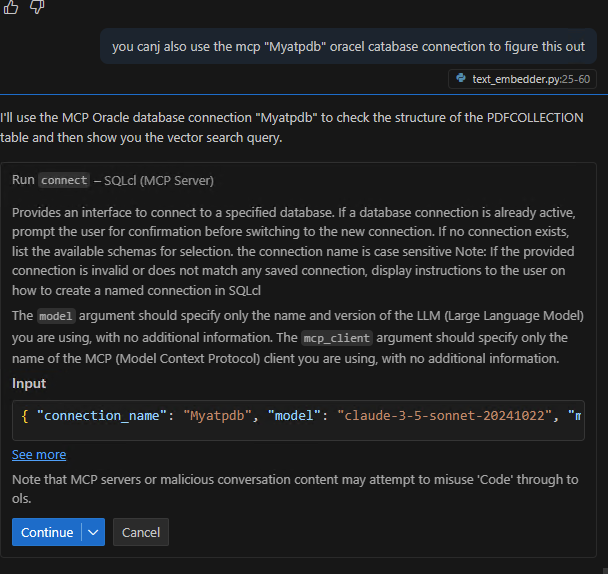 you canj also use the mcp "Myatpdb" oracel catabase connection to figure this out
text_embedder.py:25-60
I'll use the MCP Oracle database connection "Myatpdb" to check the structure of the PDFCOLLECTION
table and then show you the vector search query.
Run connect – SQLcl (MCP Server)
Provides an interface to connect to a specified database. If a database connection is already active,
prompt the user for confirmation before switching to the new connection. If no connection exists,
list the available schemas for selection. the connection name is case sensitive Note: If the provided
connection is invalid or does not match any saved connection, display instructions to the user on
how to create a named connection in SQLcl
The model argument should specify only the name and version of the LLM (Large Language Model)
you are using, with no additional information. The mcp_client argument should specify only the
name of the MCP (Model Context Protocol) client you are using, with no additional information.
Input
{ "connection_name": "Myatpdb", "model": "claude-3-5-sonnet-20241022", "m
See more
Note that MCP servers or malicious conversation content may attempt to misuse 'Code' through to
ols.
Continue
Cancel